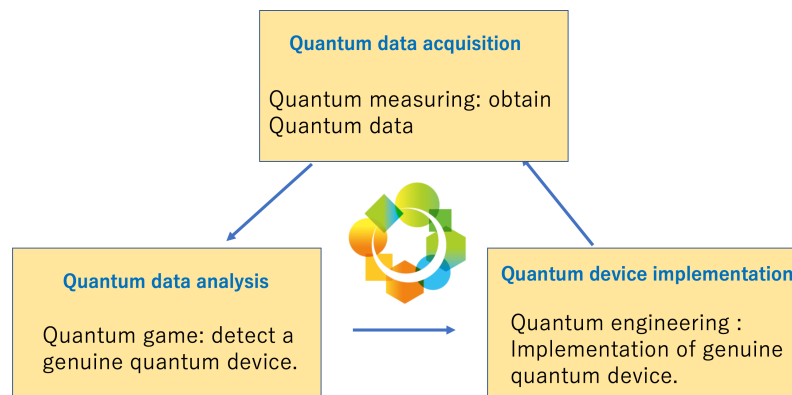 Quantum data acquisition
Quantum measuring: obtain
Quantum data
Quantum data analysis
Quantum game: detect a
genuine quantum device.
Quantum device implementation
Quantum engineering :
Implementation of genuine
quantum device.